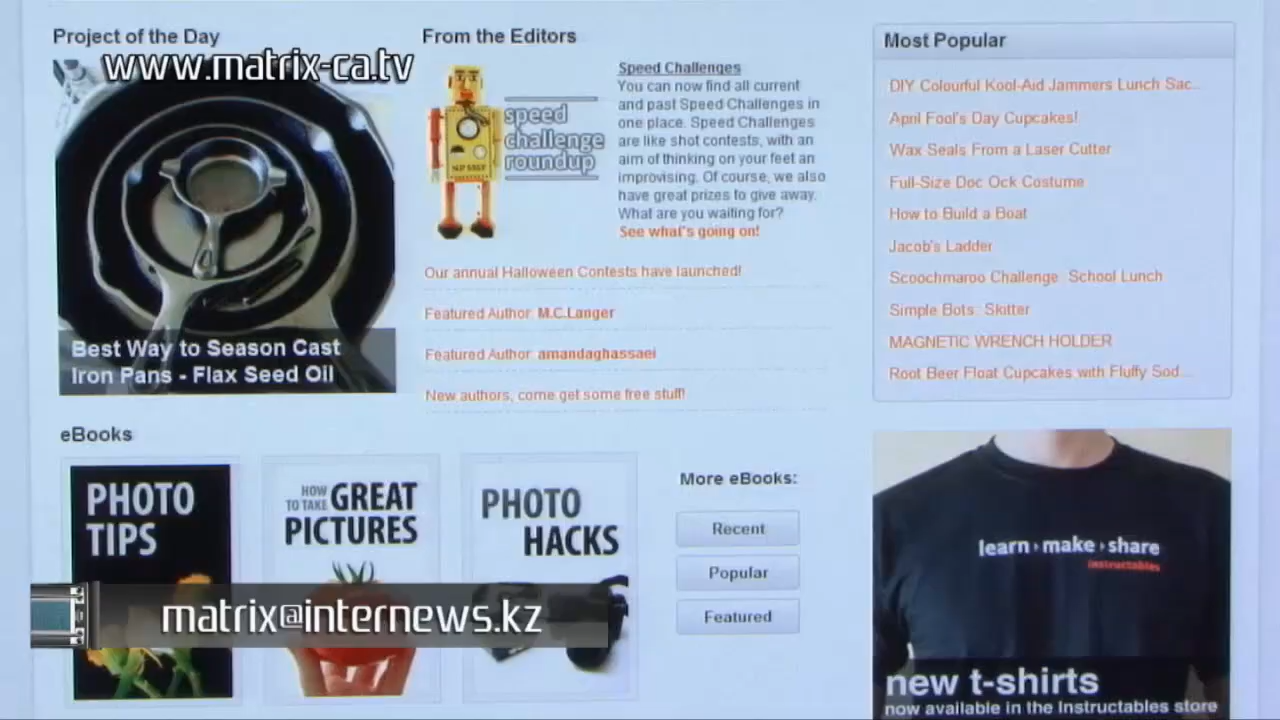 Project of the Day
www.matrix-ca.tv
Best Way to Season Cast
Iron Pans - Flax Seed Oil
From the Editors
speed
challenge
roundup
Speed Challenges
You can now find all current
and past Speed Challenges in
one place. Speed Challenges
are like shot contests, with an
aim of thinking on your feet an
improvising. Of course, we also
have great prizes to give away.
What are you waiting for?
See what's going on!
Our annual Halloween Contests have launched!
Featured Author: M.C.Langer
Featured Author: amandaghassaei
New authors, come get some free stuff!
Most Popular
DIY Colourful Kool-Aid Jammers Lunch Sac...
April Fool's Day Cupcakes!
Wax Seals From a Laser Cutter
Full-Size Doc Ock Costume
How to Build a Boat
Jacob's Ladder
Scoochmaroo Challenge: School Lunch
Simple Bots: Skitter
MAGNETIC WRENCH HOLDER
Root Beer Float Cupcakes with Fluffy Sod...
eBooks
PHOTO
TIPS
HOW
TO TAKE GREAT
PICTURES
PHOTO
HACKS
More eBooks:
Recent
Popular
Featured
matrix@internews.kz
learn › make › share
instructables
new t-shirts
now available in the Instructables store